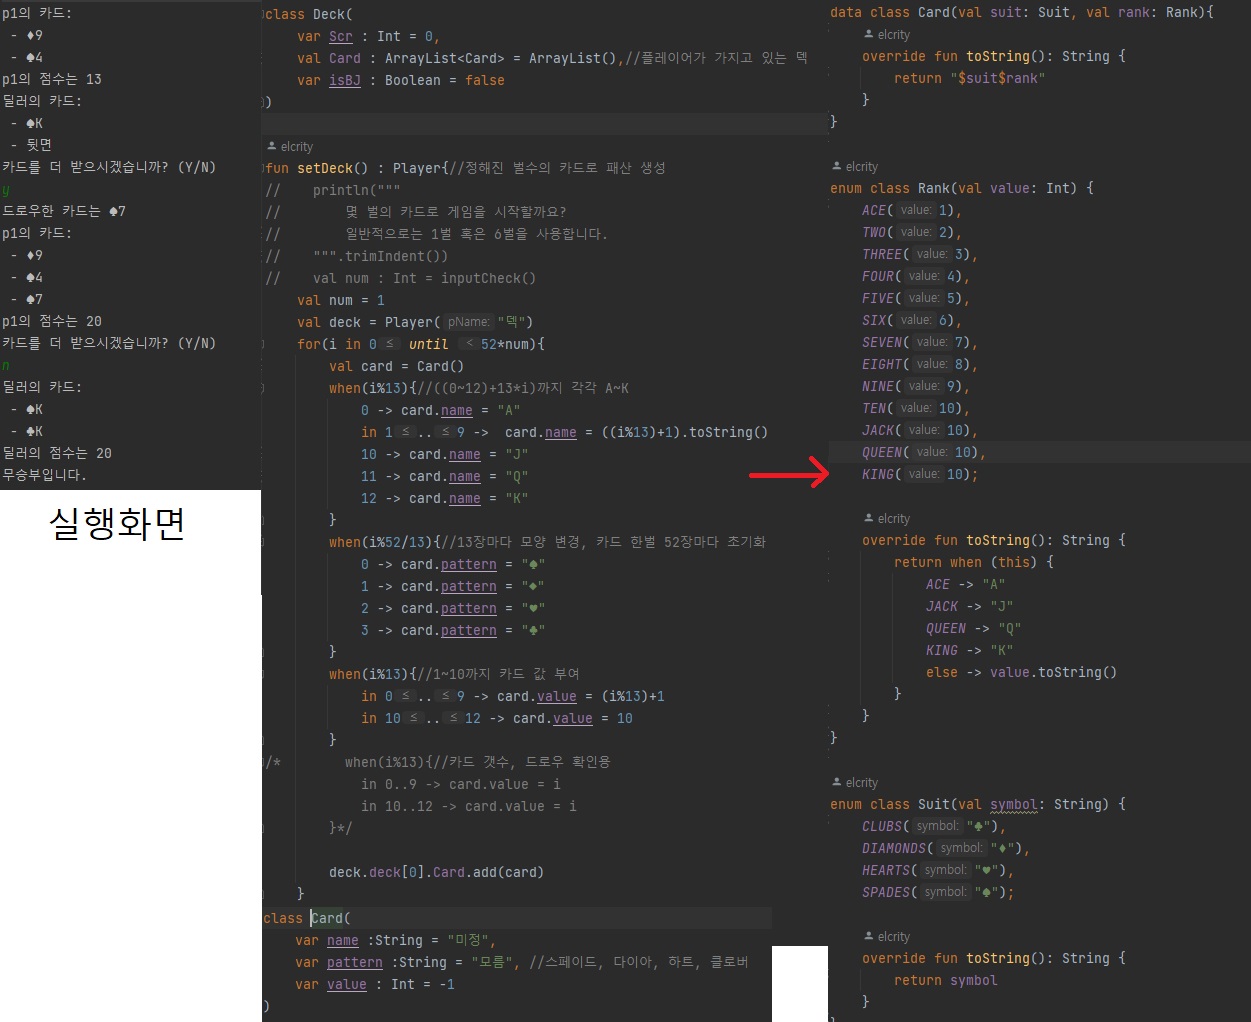 p1의 카드:
- ♦9
- ♠4
p1의 점수는 13
딜러의 카드:
- ♠K
- 뒷면
카드를 더 받으시겠습니까? (Y/N)
y
드로우한 카드는 ♠7
p1의 카드:
- ♦9
- ♠4
- ♠7
p1의 점수는 20
카드를 더 받으시겠습니까? (Y/N)
n
딜러의 카드:
- ♠K
- ♣K
딜러의 점수는 20
무승부입니다.
실행화면
class Deck(
    var Scr : Int = 0,
    val Card : ArrayList<Card> = ArrayList(),//플레이어가 가지고 있는 덱
    var isBJ : Boolean = false
)
elcrity
fun setDeck() : Player{//정해진 벌수의 카드로 패산 생성
//    println("""
//        몇 벌의 카드로 게임을 시작할까요?
//        일반적으로는 1벌 혹은 6벌을 사용합니다.
//    """.trimIndent())
//    val num : Int = inputCheck()
    val num = 1
    val deck = Player( pName: "덱")
    for(i in 0 ≤ until < 52*num){
        val card = Card()
        when(i%13){//((0~12)+13*i)까지 각각 A~K
            0 -> card.name = "A"
            in 1 ≤ .. ≤ 9 ->  card.name = ((i%13)+1).toString()
            10 -> card.name = "J"
            11 -> card.name = "Q"
            12 -> card.name = "K"
        }
        when(i%52/13){//13장마다 모양 변경, 카드 한벌 52장마다 초기화
            0 -> card.pattern = "♠"
            1 -> card.pattern = "◆"
            2 -> card.pattern = "♥"
            3 -> card.pattern = "♣"
        }
        when(i%13){//1~10까지 카드 값 부여
            in 0 ≤ .. ≤ 9 -> card.value = (i%13)+1
            in 10 ≤ .. ≤ 12 -> card.value = 10
        }
/*        when(i%13){//카드 갯수, 드로우 확인용
            in 0..9 -> card.value = i
            in 10..12 -> card.value = i
        }*/
        deck.deck[0].Card.add(card)
    }
class Card(
    var name :String = "미정",
    var pattern :String = "모름", //스페이드, 다이아, 하트, 클로버
    var value : Int = -1
)
data class Card(val suit: Suit, val rank: Rank){
    elcrity
    override fun toString(): String {
        return "$suit$rank"
    }
}
elcrity
enum class Rank(val value: Int) {
    ACE( value: 1),
    TWO( value: 2),
    THREE( value: 3),
    FOUR( value: 4),
    FIVE( value: 5),
    SIX( value: 6),
    SEVEN( value: 7),
    EIGHT( value: 8),
    NINE( value: 9),
    TEN( value: 10),
    JACK( value: 10),
    QUEEN( value: 10),
    KING( value: 10);
    elcrity
    override fun toString(): String {
        return when (this) {
            ACE -> "A"
            JACK -> "J"
            QUEEN -> "Q"
            KING -> "K"
            else -> value.toString()
        }
    }
}
elcrity
enum class Suit(val symbol: String) {
    CLUBS( symbol: "♣"),
    DIAMONDS( symbol: "♦"),
    HEARTS( symbol: "♥"),
    SPADES( symbol: "♠");
    elcrity
    override fun toString(): String {
        return symbol
    }
}